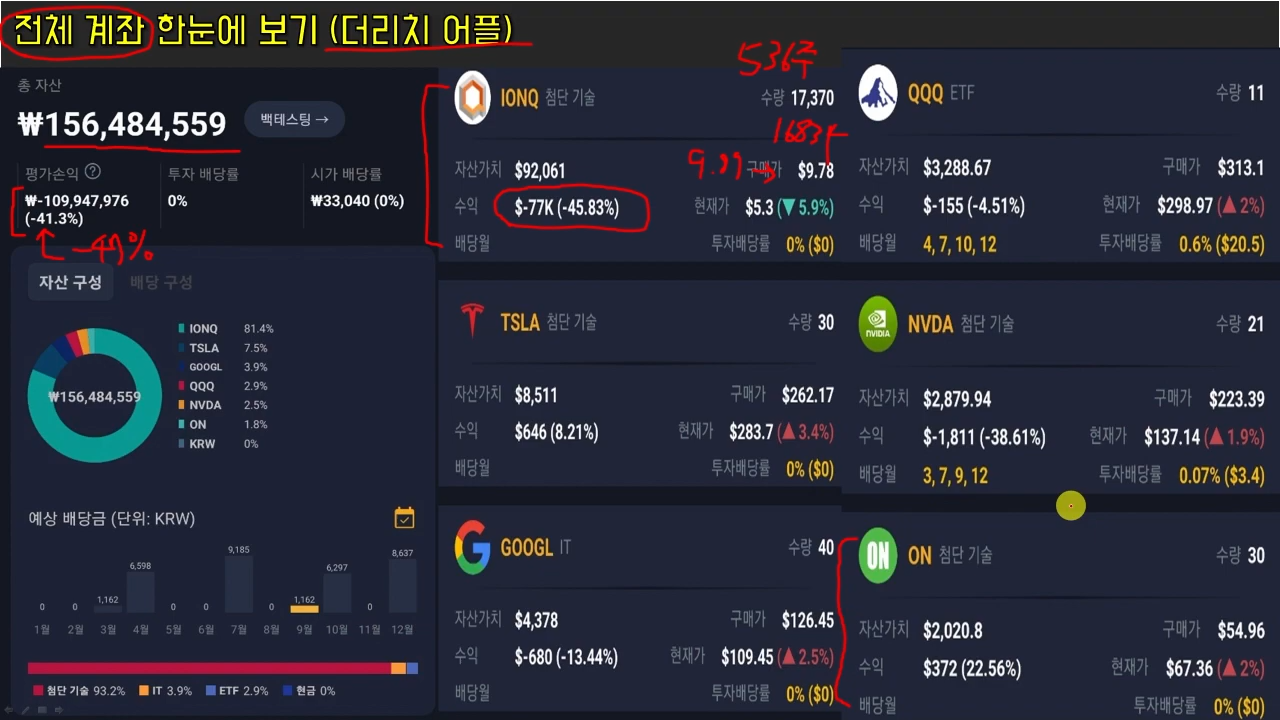 전체 계좌 한눈에 보기 (더리치 어플)
총 자산
₩156,484,559
백테스팅 →
평가손익 ?
₩-109,947,976
(-41.3%)
투자 배당률
0%
시가 배당률
₩33,040 (0%)
-47%
자산 구성
배당 구성
₩156,484,559
IONQ 81.4%
TSLA 7.5%
GOOGL 3.9%
QQQ 2.9%
NVDA 2.5%
ON 1.8%
KRW 0%
예상 배당금 (단위: KRW)
0 0 1,162 6,598 0 0 9,185 0 1,162 6,297 0 8,637
1월 2월 3월 4월 5월 6월 7월 8월 9월 10월 11월 12월
첨단 기술 93.2% IT 3.9% ETF 2.9% 현금 0%
536주
IONQ 첨단 기술 수량 17,370
1683주
9.99
자산가치 $92,061 구매가 $9.78
수익 $-77K (-45.83%) 현재가 $5.3 (▼5.9%)
배당월 투자배당률 0% ($0)
TSLA 첨단 기술 수량 30
자산가치 $8,511 구매가 $262.17
수익 $646 (8.21%) 현재가 $283.7 (▲3.4%)
배당월 투자배당률 0% ($0)
GOOGL IT 수량 40
자산가치 $4,378 구매가 $126.45
수익 $-680 (-13.44%) 현재가 $109.45 (▲2.5%)
배당월 투자배당률 0% ($0)
QQQ ETF 수량 11
자산가치 $3,288.67 구매가 $313.1
수익 $-155 (-4.51%) 현재가 $298.97 (▲2%)
배당월 4, 7, 10, 12 투자배당률 0.6% ($20.5)
NVIDIA
NVDA 첨단 기술 수량 21
자산가치 $2,879.94 구매가 $223.39
수익 $-1,811 (-38.61%) 현재가 $137.14 (▲1.9%)
배당월 3, 7, 9, 12 투자배당률 0.07% ($3.4)
ON
ON 첨단 기술 수량 30
자산가치 $2,020.8 구매가 $54.96
수익 $372 (22.56%) 현재가 $67.36 (▲2%)
배당월 투자배당률 0% ($0)